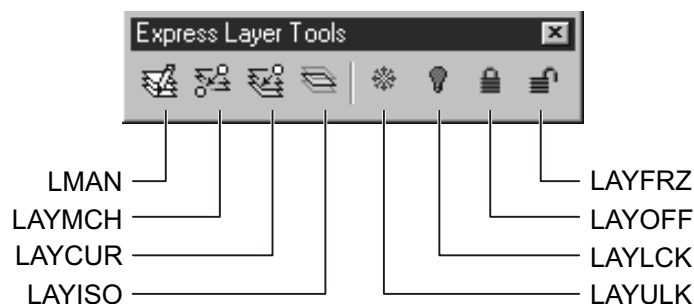 Express Layer Tools
LMAN
LAYMCH
LAYCUR
LAYISO
LAYFRZ
LAYOFF
LAYLCK
LAYULK